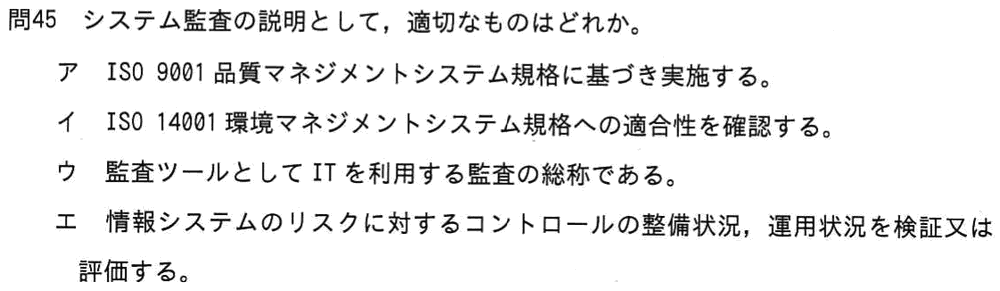 問45 システム監査の説明として，適切なものはどれか。
ア ISO 9001 品質マネジメントシステム規格に基づき実施する。
イ ISO 14001 環境マネジメントシステム規格への適合性を確認する。
ウ 監査ツールとして IT を利用する監査の総称である。
エ 情報システムのリスクに対するコントロールの整備状況，運用状況を検証又は
評価する。